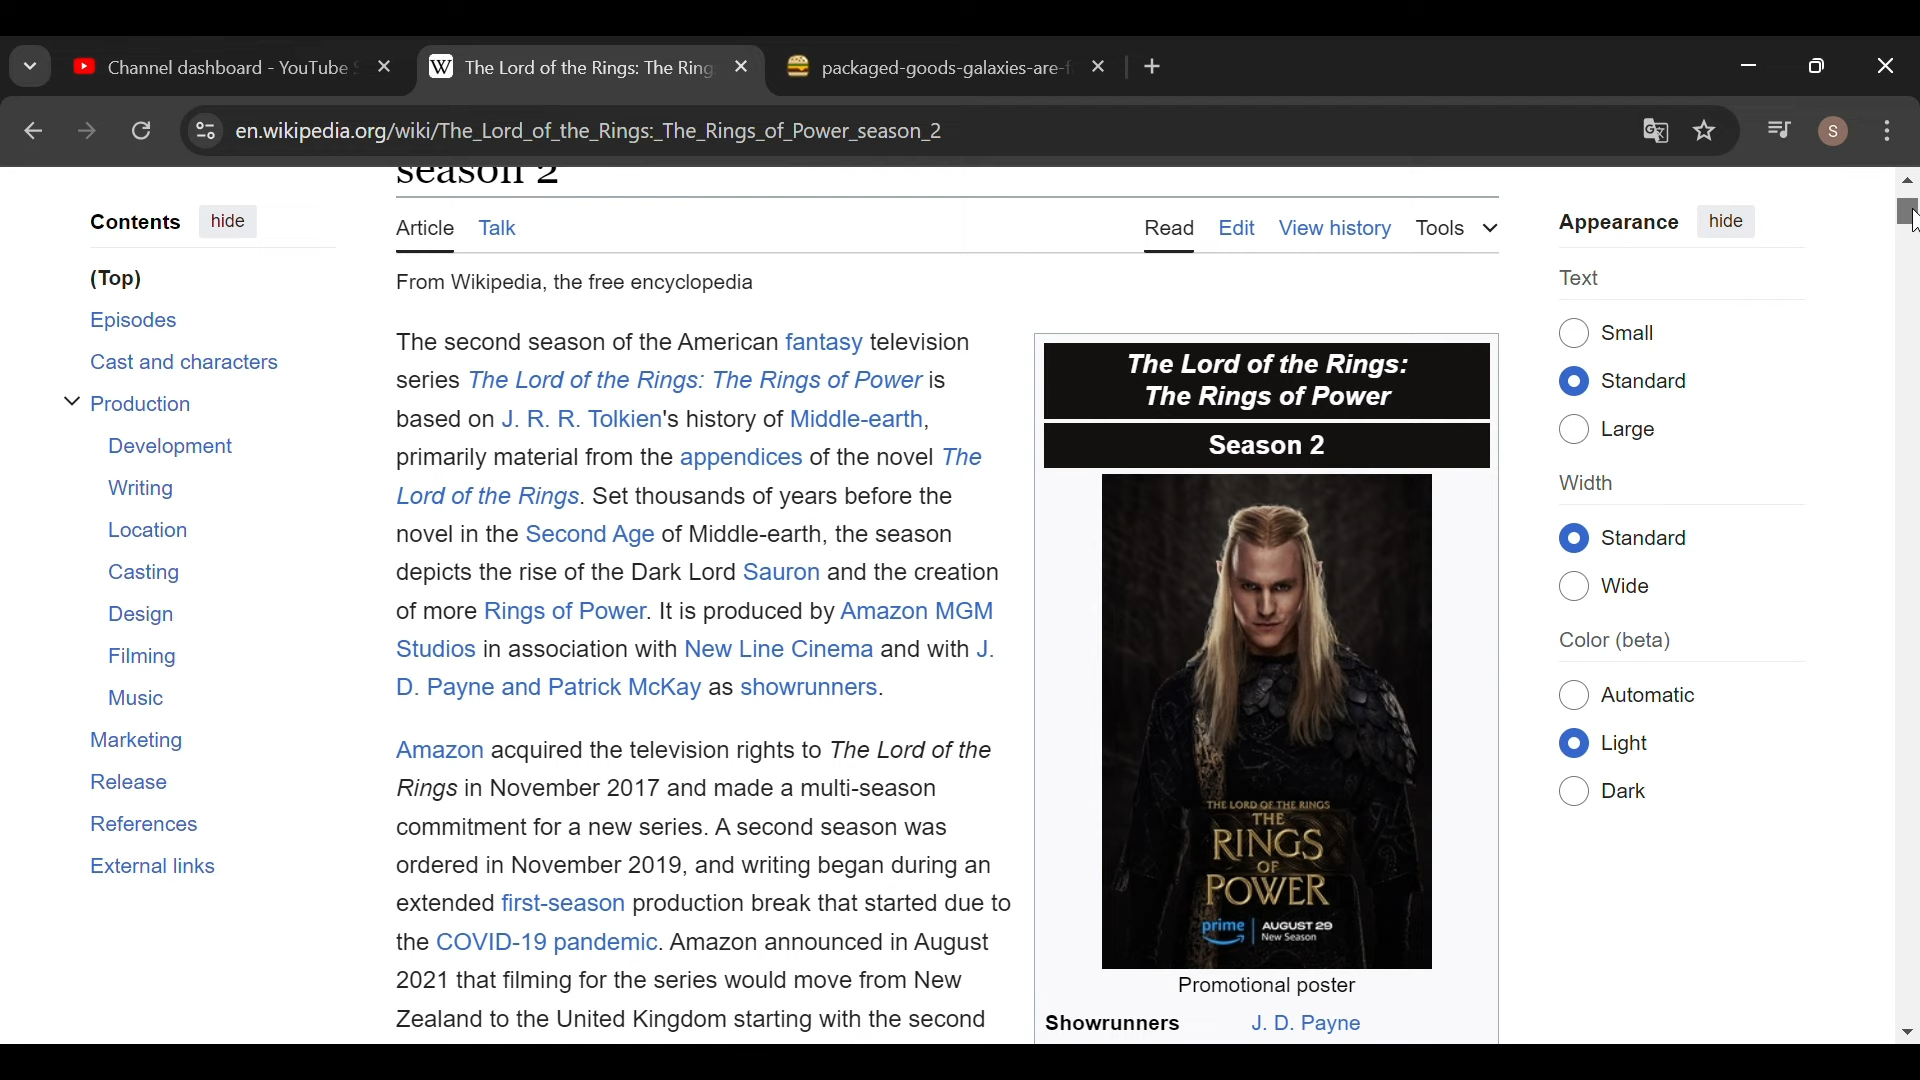 Channel dashboard - YouTube
The Lord of the Rings: The Ring
packaged-goods-galaxies-are-f
en.wikipedia.org/wiki/The_Lord_of_the_Rings:_The_Rings_of_Power_season_2
S
season 2
Contents hide
(Top)
Episodes
Cast and characters
Production
Development
Writing
Location
Casting
Design
Filming
Music
Marketing
Release
References
External links
Article Talk
Read Edit View history Tools
From Wikipedia, the free encyclopedia
The second season of the American fantasy television
series The Lord of the Rings: The Rings of Power is
based on J. R. R. Tolkien's history of Middle-earth,
primarily material from the appendices of the novel The
Lord of the Rings. Set thousands of years before the
novel in the Second Age of Middle-earth, the season
depicts the rise of the Dark Lord Sauron and the creation
of more Rings of Power. It is produced by Amazon MGM
Studios in association with New Line Cinema and with J.
D. Payne and Patrick McKay as showrunners.
Amazon acquired the television rights to The Lord of the
Rings in November 2017 and made a multi-season
commitment for a new series. A second season was
ordered in November 2019, and writing began during an
extended first-season production break that started due to
the COVID-19 pandemic. Amazon announced in August
2021 that filming for the series would move from New
Zealand to the United Kingdom starting with the second
The Lord of the Rings:
The Rings of Power
Season 2
THE LORD OF THE RINGS
THE
RINGS
OF
POWER
prime
AUGUST 29
New Season
Promotional poster
Showrunners J. D. Payne
Appearance hide
Text
Small
Standard
Large
Width
Standard
Wide
Color (beta)
Automatic
Light
Dark